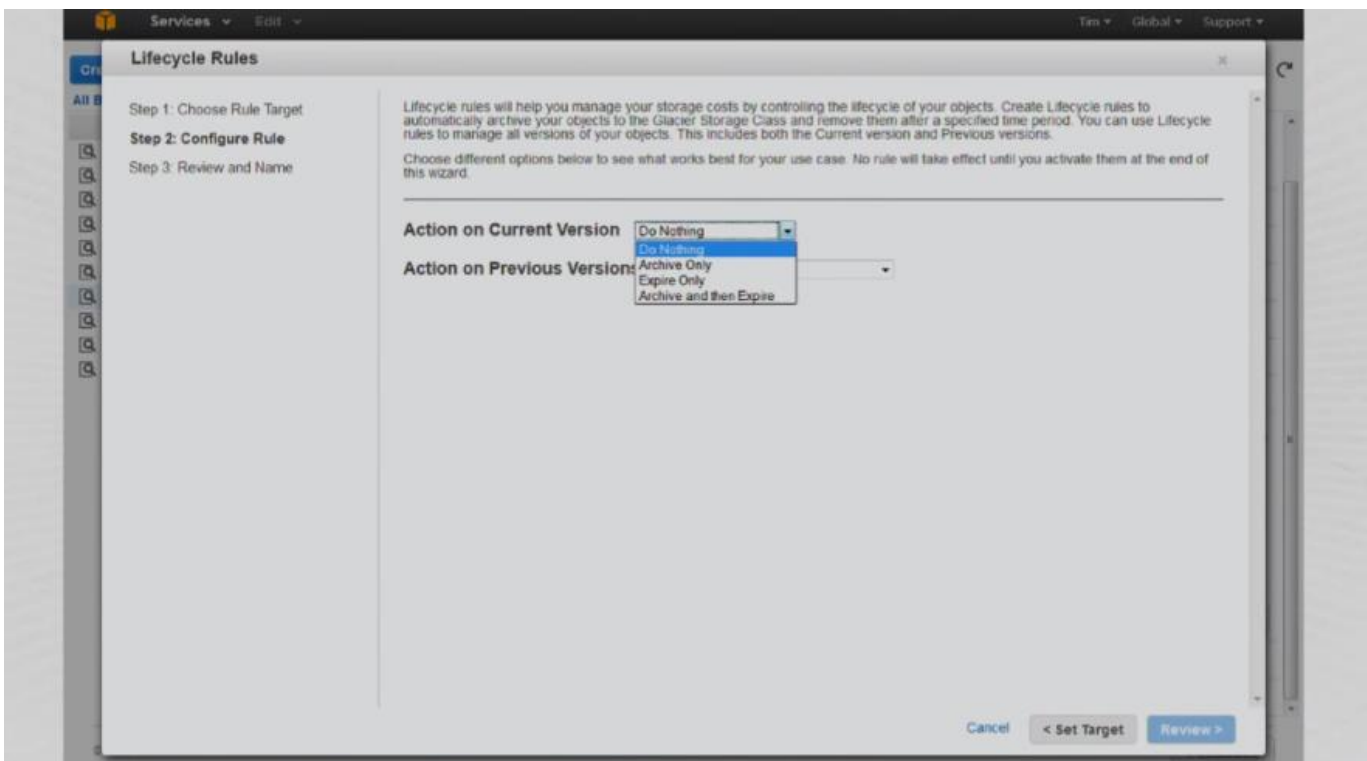 Services Edit Tim Global Support
Lifecycle Rules
Cre
All B
Step 1: Choose Rule Target
Step 2: Configure Rule
Step 3: Review and Name
Lifecycle rules will help you manage your storage costs by controlling the lifecycle of your objects. Create Lifecycle rules to
automatically archive your objects to the Glacier Storage Class and remove them after a specified time period. You can use Lifecycle
rules to manage all versions of your objects. This includes both the Current version and Previous versions.
Choose different options below to see what works best for your use case. No rule will take effect until you activate them at the end of
this wizard.
Action on Current Version Do Nothing
Do Nothing
Action on Previous Versions Archive Only
Expire Only
Archive and then Expire
Cancel < Set Target Review >